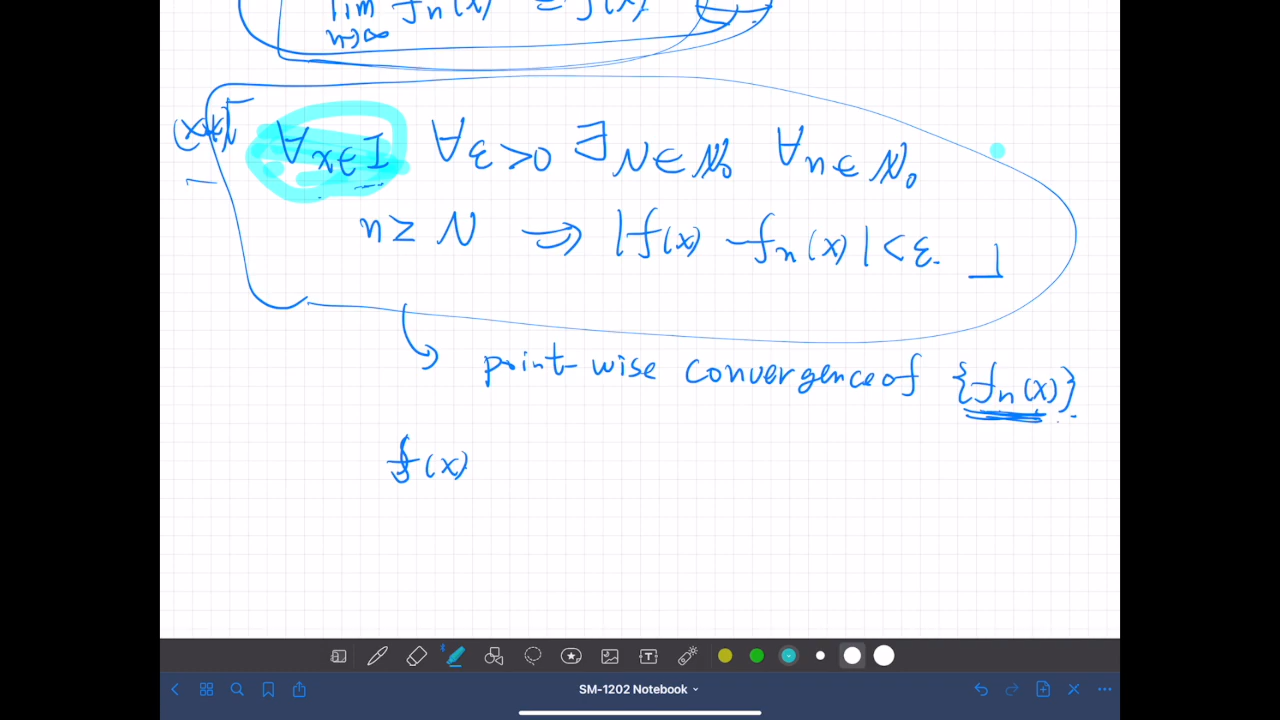 lim fₙ(x) = f(x)
n→∞
∀x∈I ∀ε>0 ∃N∈ℕ₀ ∀n∈ℕ₀
n ≥ N ⇒ |f(x) - fₙ(x)| < ε.
point-wise convergence of {fₙ(x)}.
f(x)
SM-1202 Notebook